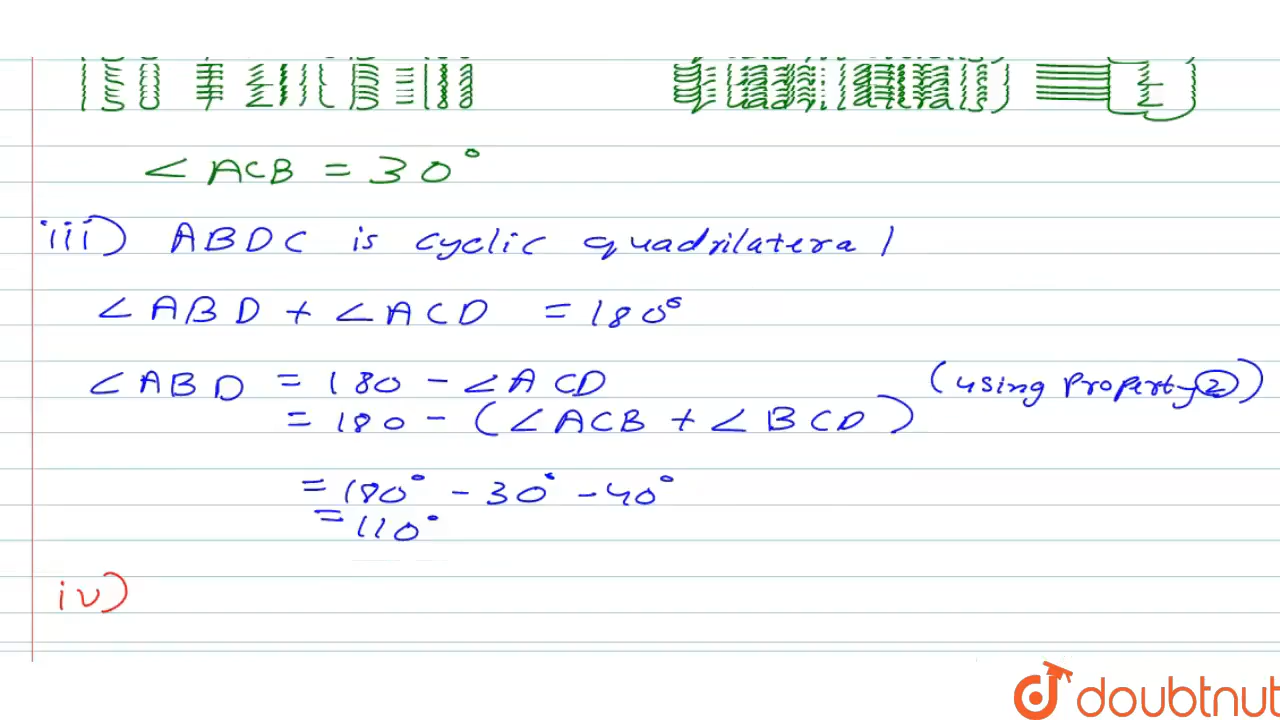 ∠ACB = 30°
iii) ABDC is cyclic quadrilateral
∠ABD + ∠ACD = 180°
∠ABD = 180 - ∠ACD (using Property ②)
= 180 - (∠ACB + ∠BCD)
= 180° - 30° - 40°
= 110°
iv)
doubtnut